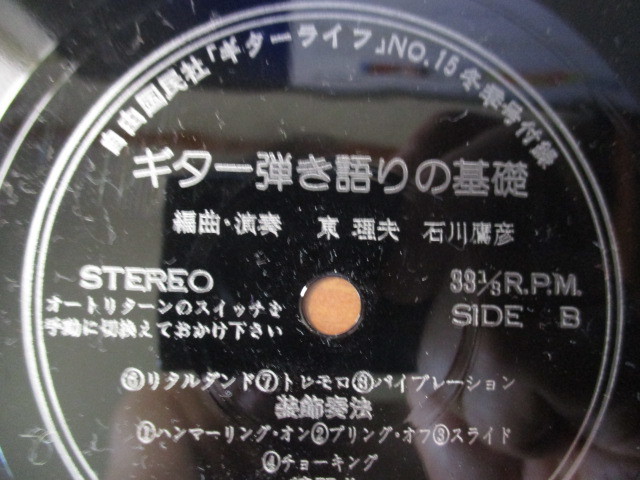 自由國民社「ギターライフ」NO.15冬季号付録
ギター弾き語りの基礎
編曲・演奏 東 理夫 石川鷹彦
STEREO
オートリターンのスイッチを
手動に切換えておかけ下さい
33 1/3 R.P.M.
SIDE B
⑥リタルダンド⑦トレモロ⑧バイブレーション
装飾奏法
①ハンマーリング・オン②プリング・オフ③スライド
④チョーキング